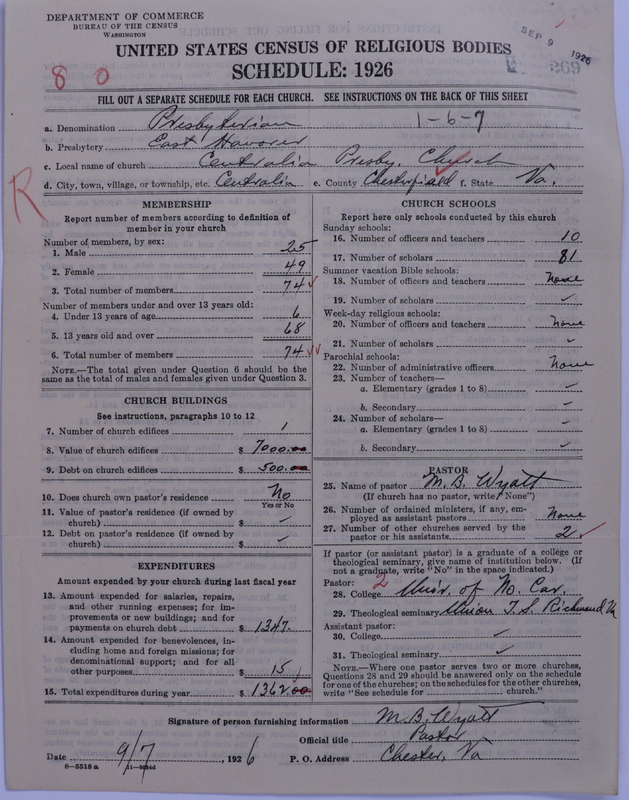 DEPARTMENT OF COMMERCE
BUREAU OF THE CENSUS
WASHINGTON
SEP 9 1926
UNITED STATES CENSUS OF RELIGIOUS BODIES
8 0
SCHEDULE: 1926
FILL OUT A SEPARATE SCHEDULE FOR EACH CHURCH. SEE INSTRUCTIONS ON THE BACK OF THIS SHEET
a. Denomination Presbyterian 1-6-7
b. Presbytery East Hanover
c. Local name of church Centralia Presby. Church
d. City, town, village, or township, etc. Centralia e. County Chesterfield f. State Va.
R
MEMBERSHIP
Report number of members according to definition of
member in your church
Number of members, by sex:
1. Male 25
2. Female 49
3. Total number of members 74 ✓
Number of members under and over 13 years old:
4. Under 13 years of age 6
5. 13 years old and over 68
6. Total number of members 74 ✓✓
NOTE.—The total given under Question 6 should be the
same as the total of males and females given under Question 3.
CHURCH BUILDINGS
See instructions, paragraphs 10 to 12
7. Number of church edifices 1
8. Value of church edifices $ 7000.00
9. Debt on church edifices $ 500.00
10. Does church own pastor's residence No
Yes or No
11. Value of pastor's residence (if owned by
church) $ ✓
12. Debt on pastor's residence (if owned by
church) $ ✓
EXPENDITURES
Amount expended by your church during last fiscal year
13. Amount expended for salaries, repairs,
and other running expenses; for im-
provements or new buildings; and for
payments on church debt $ 1347.
14. Amount expended for benevolences, in-
cluding home and foreign missions; for
denominational support; and for all
other purposes $ 15
15. Total expenditures during year $ 1362.00
CHURCH SCHOOLS
Report here only schools conducted by this church
Sunday schools:
16. Number of officers and teachers 10
17. Number of scholars 81
Summer vacation Bible schools:
18. Number of officers and teachers none
19. Number of scholars ✓
Week-day religious schools:
20. Number of officers and teachers none
21. Number of scholars ✓
Parochial schools:
22. Number of administrative officers none
23. Number of teachers—
a. Elementary (grades 1 to 8) ✓
b. Secondary ✓
24. Number of scholars—
a. Elementary (grades 1 to 8) ✓
b. Secondary ✓
PASTOR
25. Name of pastor M. B. Wyatt
(If church has no pastor, write "None")
26. Number of ordained ministers, if any, em-
ployed as assistant pastors none
27. Number of other churches served by the
pastor or his assistants 2 ✓
If pastor (or assistant pastor) is a graduate of a college or
theological seminary, give name of institution below. (If
not a graduate, write "No" in the space indicated.)
Pastor: 2
28. College Univ. of No. Car.
29. Theological seminary Union T.S. Richmond Va
Assistant pastor:
30. College ✓
31. Theological seminary ✓
NOTE.—Where one pastor serves two or more churches,
Questions 28 and 29 should be answered only on the schedule
for one of the churches; on the schedules for the other churches,
write "See schedule for church."
Signature of person furnishing information M. B. Wyatt
Official title Pastor
Date 9/7, 1926 P. O. Address Chester, Va
8—5518 a